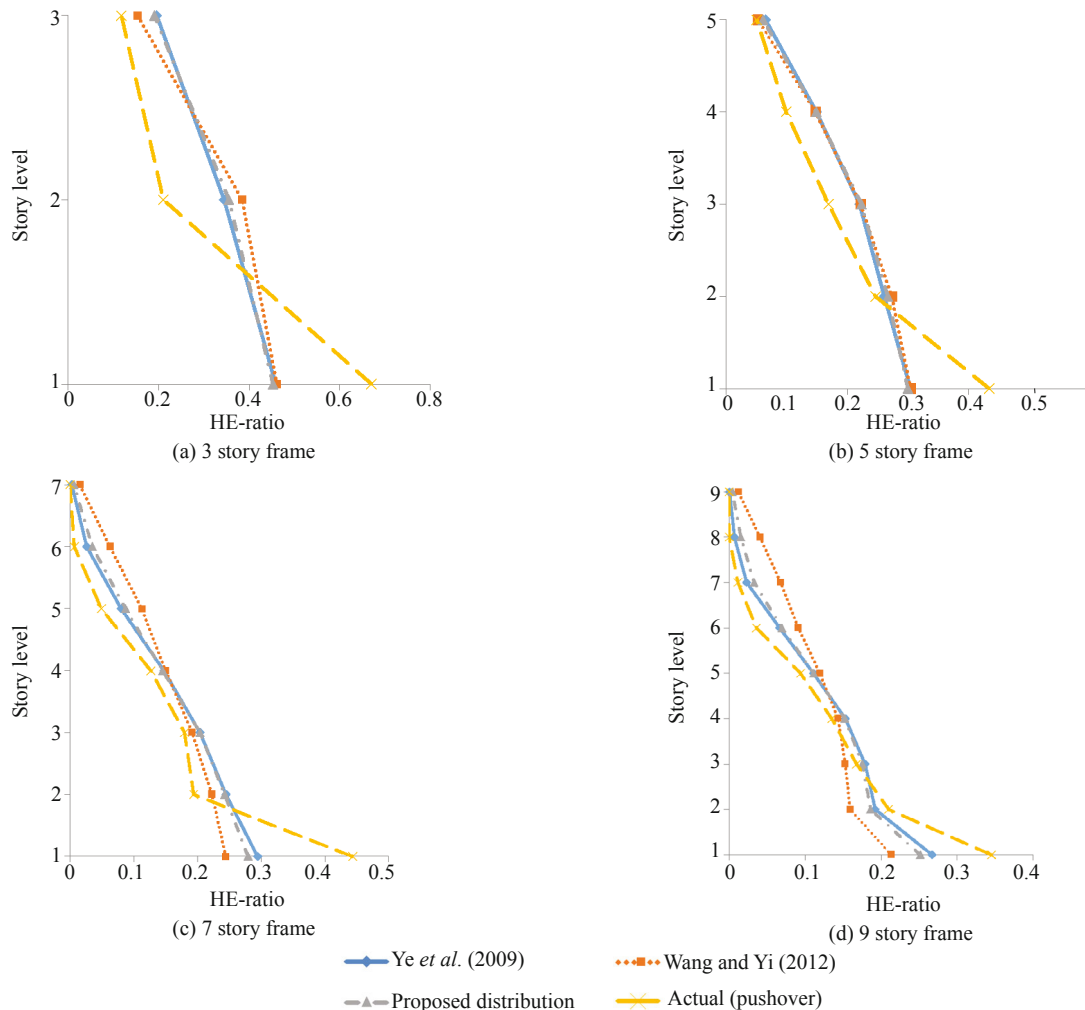 3
2
1
Story level
0 0.2 0.4 0.6 0.8
HE-ratio
(a) 3 story frame
5
4
3
2
1
Story level
0 0.1 0.2 0.3 0.4 0.5
HE-ratio
(b) 5 story frame
7
6
5
4
3
2
1
Story level
0 0.1 0.2 0.3 0.4 0.5
HE-ratio
(c) 7 story frame
9
8
7
6
5
4
3
2
1
Story level
0 0.1 0.2 0.3 0.4
HE-ratio
(d) 9 story frame
Ye et al. (2009)
Wang and Yi (2012)
Proposed distribution
Actual (pushover)